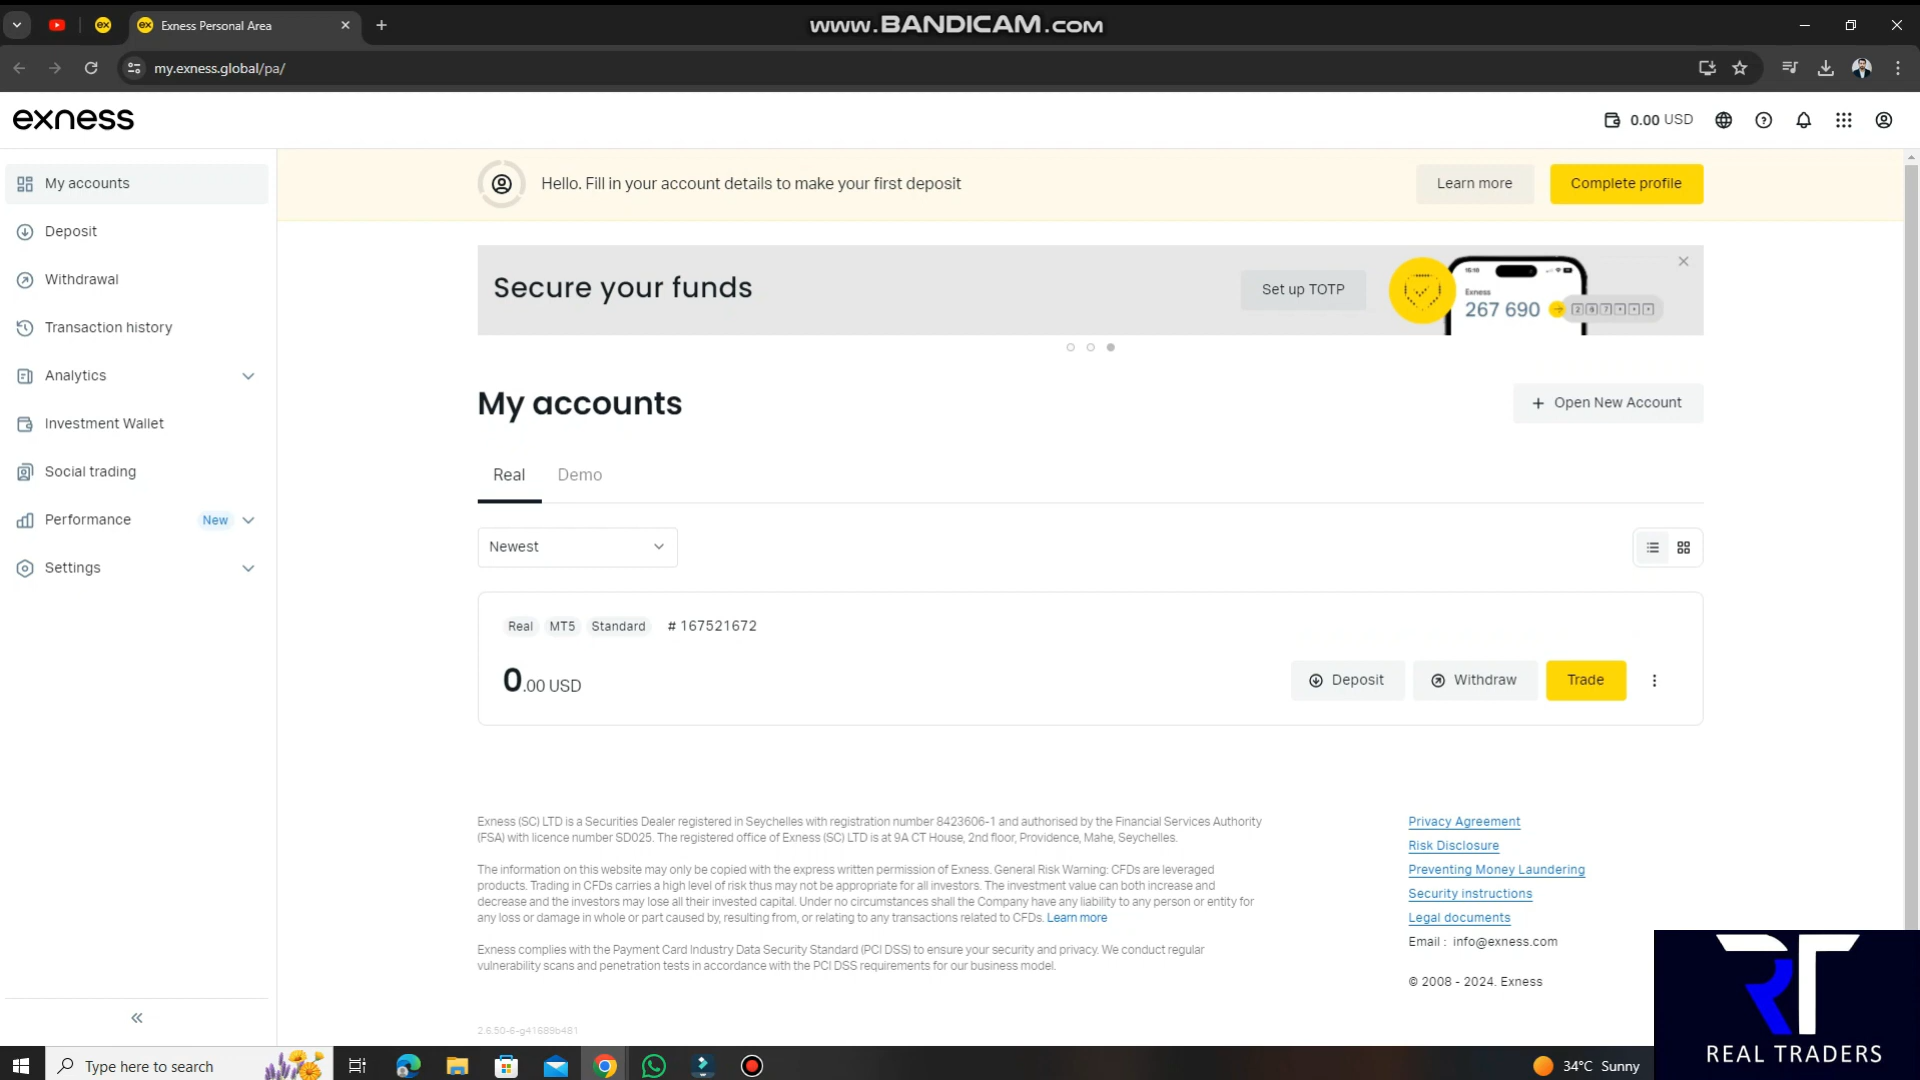 Exness Personal Area
www.BANDICAM.com
my.exness.global/pa/
exness
0.00 USD
My accounts
Deposit
Withdrawal
Transaction history
Analytics
Investment Wallet
Social trading
Performance New
Settings
Hello. Fill in your account details to make your first deposit
Learn more
Complete profile
Secure your funds
Set up TOTP
Exness
267 690
My accounts
+ Open New Account
Real Demo
Newest
Real MT5 Standard # 167521672
0.00 USD
Deposit Withdraw Trade
Exness (SC) LTD is a Securities Dealer registered in Seychelles with registration number 8423606-1 and authorised by the Financial Services Authority
(FSA) with licence number SD025. The registered office of Exness (SC) LTD is at 9A CT House, 2nd floor, Providence, Mahe, Seychelles.
The information on this website may only be copied with the express written permission of Exness. General Risk Warning: CFDs are leveraged
products. Trading in CFDs carries a high level of risk thus may not be appropriate for all investors. The investment value can both increase and
decrease and the investors may lose all their invested capital. Under no circumstances shall the Company have any liability to any person or entity for
any loss or damage in whole or part caused by, resulting from, or relating to any transactions related to CFDs. Learn more
Exness complies with the Payment Card Industry Data Security Standard (PCI DSS) to ensure your security and privacy. We conduct regular
vulnerability scans and penetration tests in accordance with the PCI DSS requirements for our business model.
2.6.50-6-g41689b481
Privacy Agreement
Risk Disclosure
Preventing Money Laundering
Security instructions
Legal documents
Email : info@exness.com
© 2008 - 2024. Exness
RT
REAL TRADERS
Type here to search
34°C Sunny